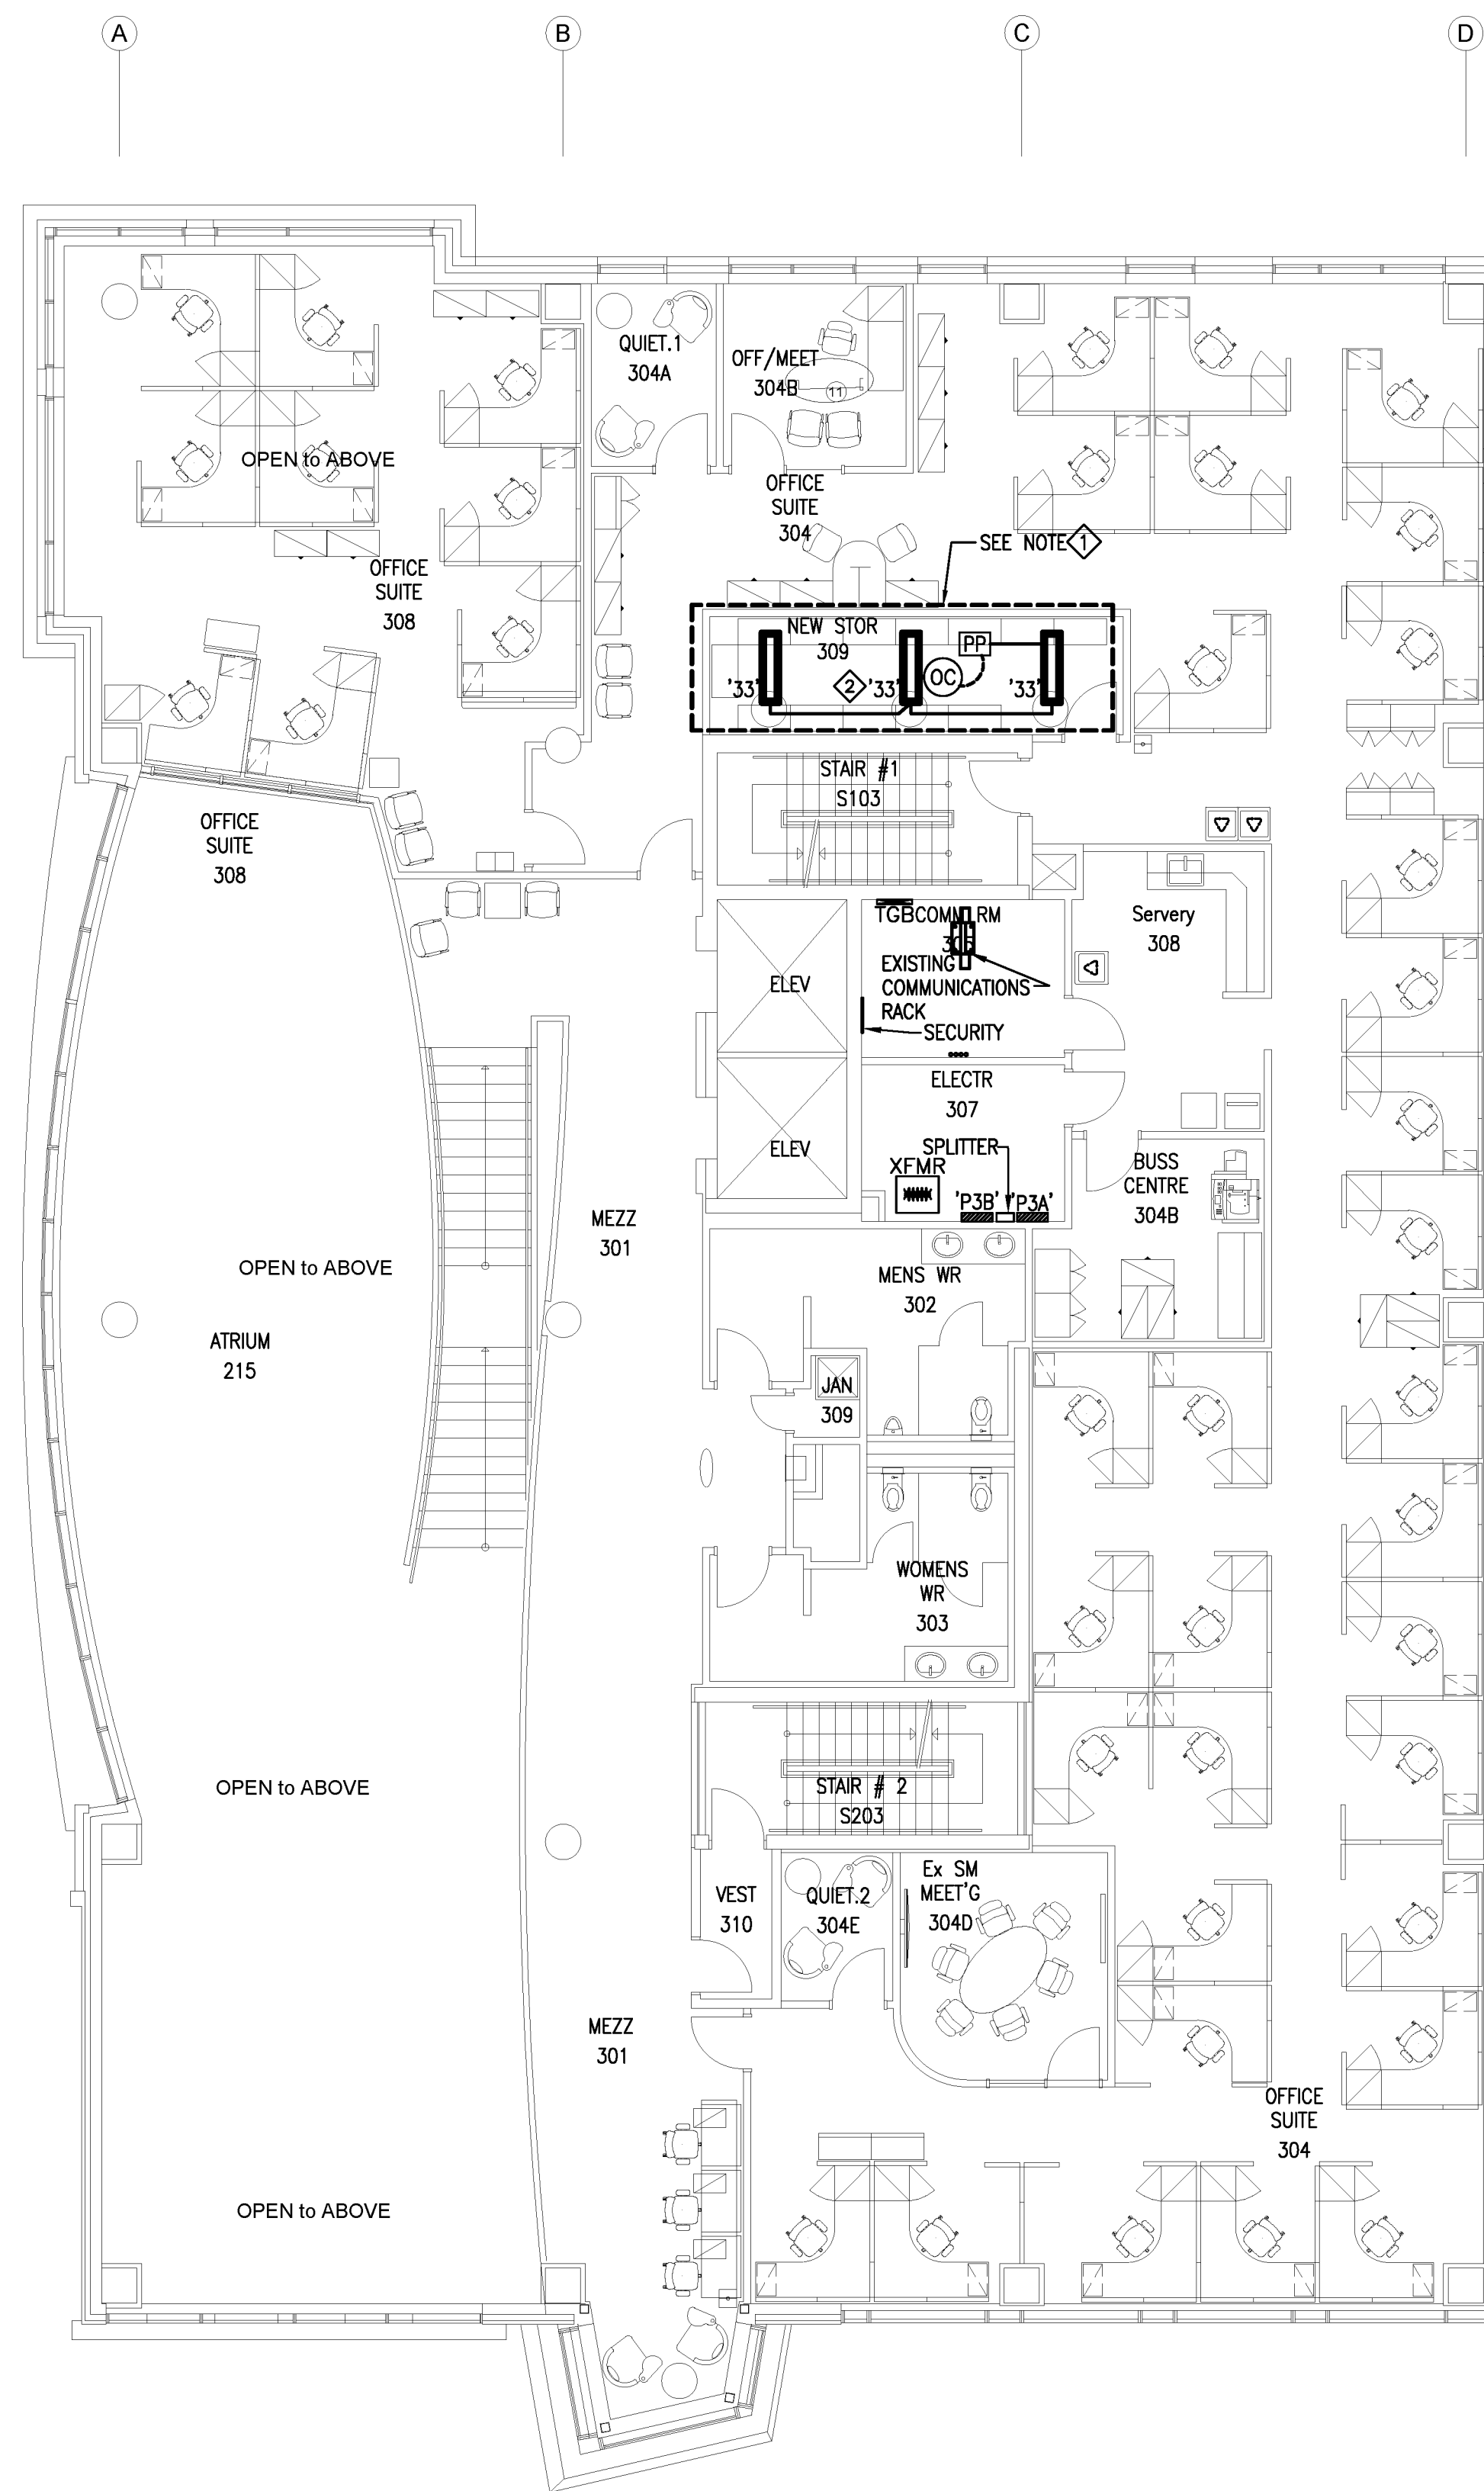 A
B
C
D
QUIET.1
304A
OFF/MEET
304B
11
OPEN to ABOVE
OFFICE
SUITE
304
SEE NOTE 1
OFFICE
SUITE
308
NEW STOR
309
PP
OC
'33'
2
'33'
'33'
STAIR #1
S103
OFFICE
SUITE
308
TGB
COMM RM
Servery
308
EXISTING
COMMUNICATIONS
RACK
ELEV
SECURITY
ELECTR
307
SPLITTER
ELEV
XFMR
'P3B'
'P3A'
BUSS
CENTRE
304B
MEZZ
301
OPEN to ABOVE
MENS WR
302
ATRIUM
215
JAN
309
WOMENS
WR
303
OPEN to ABOVE
STAIR # 2
S203
VEST
310
QUIET.2
304E
Ex SM
MEET'G
304D
MEZZ
301
OFFICE
SUITE
304
OPEN to ABOVE